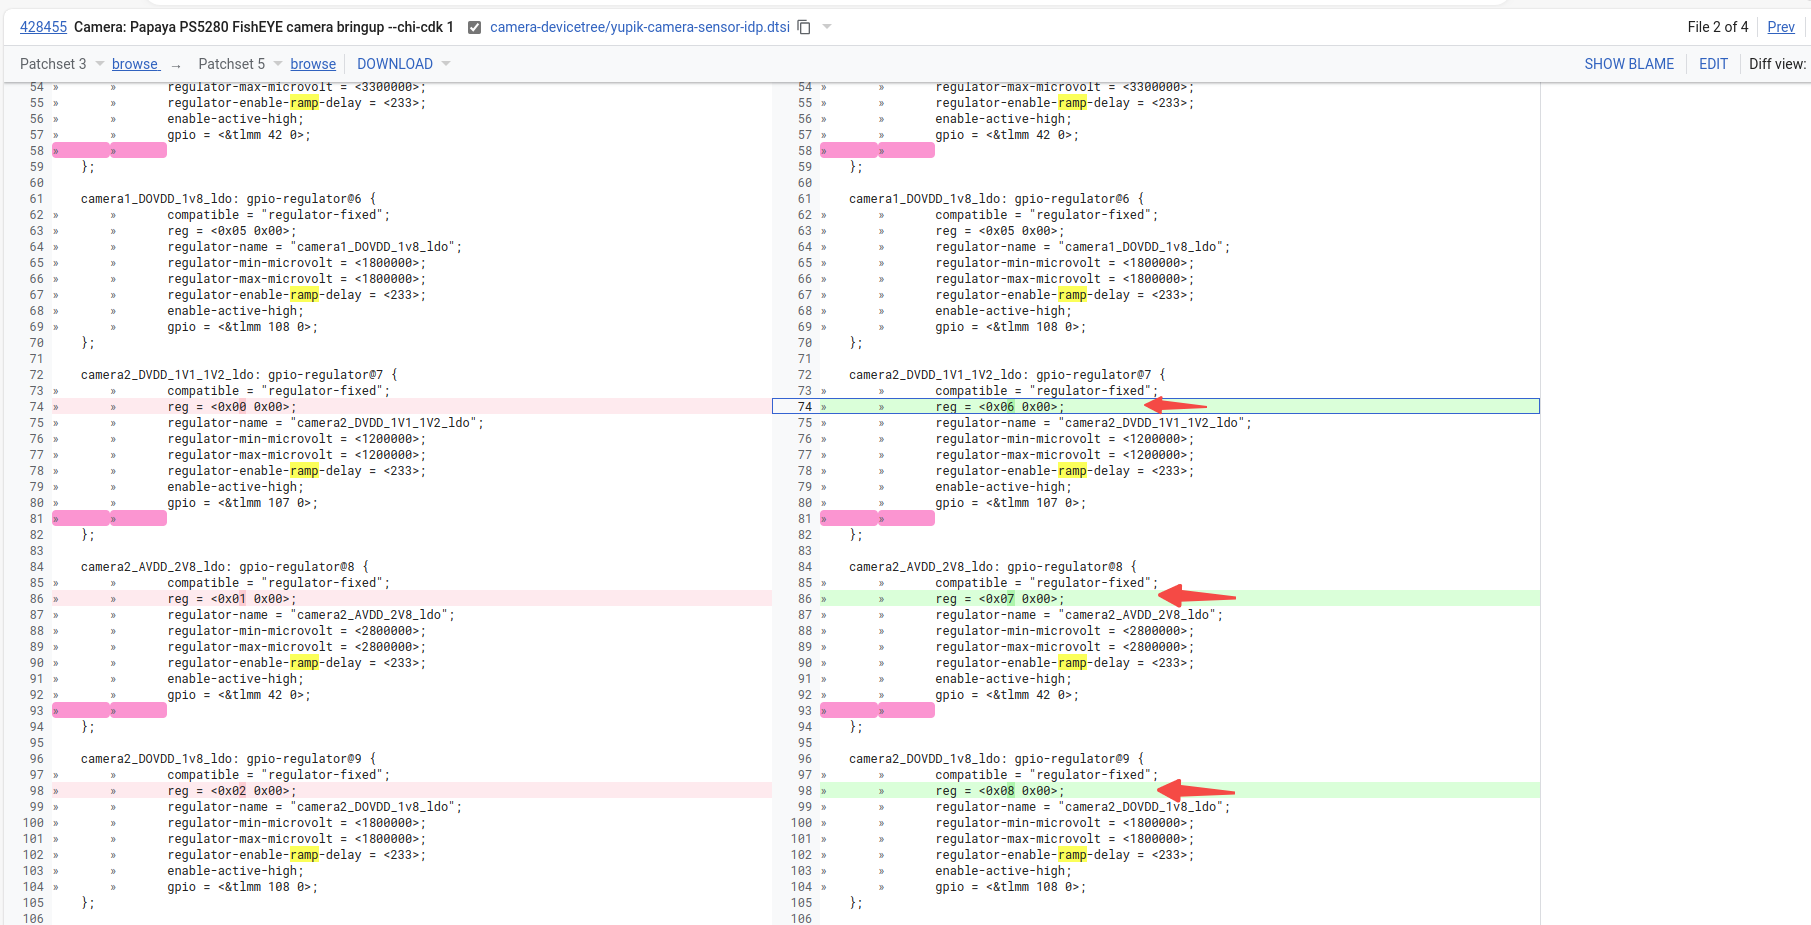 428455 Camera: Papaya PS5280 FishEYE camera bringup --chi-cdk 1 camera-devicetree/yupik-camera-sensor-idp.dtsi File 2 of 4 Prev
Patchset 3 browse → Patchset 5 browse DOWNLOAD SHOW BLAME EDIT Diff view:
54 » » regulator-max-microvolt = <3300000>; 54 » » regulator-max-microvolt = <3300000>;
55 » » regulator-enable-ramp-delay = <233>; 55 » » regulator-enable-ramp-delay = <233>;
56 » » enable-active-high; 56 » » enable-active-high;
57 » » gpio = <&tlmm 42 0>; 57 » » gpio = <&tlmm 42 0>;
58 » » 58 » »
59 }; 59 };
60 60
61 camera1_DOVDD_1v8_ldo: gpio-regulator@6 { 61 camera1_DOVDD_1v8_ldo: gpio-regulator@6 {
62 » » compatible = "regulator-fixed"; 62 » » compatible = "regulator-fixed";
63 » » reg = <0x05 0x00>; 63 » » reg = <0x05 0x00>;
64 » » regulator-name = "camera1_DOVDD_1v8_ldo"; 64 » » regulator-name = "camera1_DOVDD_1v8_ldo";
65 » » regulator-min-microvolt = <1800000>; 65 » » regulator-min-microvolt = <1800000>;
66 » » regulator-max-microvolt = <1800000>; 66 » » regulator-max-microvolt = <1800000>;
67 » » regulator-enable-ramp-delay = <233>; 67 » » regulator-enable-ramp-delay = <233>;
68 » » enable-active-high; 68 » » enable-active-high;
69 » » gpio = <&tlmm 108 0>; 69 » » gpio = <&tlmm 108 0>;
70 }; 70 };
71 71
72 camera2_DVDD_1V1_1V2_ldo: gpio-regulator@7 { 72 camera2_DVDD_1V1_1V2_ldo: gpio-regulator@7 {
73 » » compatible = "regulator-fixed"; 73 » » compatible = "regulator-fixed";
74 » » reg = <0x00 0x00>; 74 » » reg = <0x06 0x00>;
75 » » regulator-name = "camera2_DVDD_1V1_1V2_ldo"; 75 » » regulator-name = "camera2_DVDD_1V1_1V2_ldo";
76 » » regulator-min-microvolt = <1200000>; 76 » » regulator-min-microvolt = <1200000>;
77 » » regulator-max-microvolt = <1200000>; 77 » » regulator-max-microvolt = <1200000>;
78 » » regulator-enable-ramp-delay = <233>; 78 » » regulator-enable-ramp-delay = <233>;
79 » » enable-active-high; 79 » » enable-active-high;
80 » » gpio = <&tlmm 107 0>; 80 » » gpio = <&tlmm 107 0>;
81 » » 81 » »
82 }; 82 };
83 83
84 camera2_AVDD_2V8_ldo: gpio-regulator@8 { 84 camera2_AVDD_2V8_ldo: gpio-regulator@8 {
85 » » compatible = "regulator-fixed"; 85 » » compatible = "regulator-fixed";
86 » » reg = <0x01 0x00>; 86 » » reg = <0x07 0x00>;
87 » » regulator-name = "camera2_AVDD_2V8_ldo"; 87 » » regulator-name = "camera2_AVDD_2V8_ldo";
88 » » regulator-min-microvolt = <2800000>; 88 » » regulator-min-microvolt = <2800000>;
89 » » regulator-max-microvolt = <2800000>; 89 » » regulator-max-microvolt = <2800000>;
90 » » regulator-enable-ramp-delay = <233>; 90 » » regulator-enable-ramp-delay = <233>;
91 » » enable-active-high; 91 » » enable-active-high;
92 » » gpio = <&tlmm 42 0>; 92 » » gpio = <&tlmm 42 0>;
93 » » 93 » »
94 }; 94 };
95 95
96 camera2_DOVDD_1v8_ldo: gpio-regulator@9 { 96 camera2_DOVDD_1v8_ldo: gpio-regulator@9 {
97 » » compatible = "regulator-fixed"; 97 » » compatible = "regulator-fixed";
98 » » reg = <0x02 0x00>; 98 » » reg = <0x08 0x00>;
99 » » regulator-name = "camera2_DOVDD_1v8_ldo"; 99 » » regulator-name = "camera2_DOVDD_1v8_ldo";
100 » » regulator-min-microvolt = <1800000>; 100 » » regulator-min-microvolt = <1800000>;
101 » » regulator-max-microvolt = <1800000>; 101 » » regulator-max-microvolt = <1800000>;
102 » » regulator-enable-ramp-delay = <233>; 102 » » regulator-enable-ramp-delay = <233>;
103 » » enable-active-high; 103 » » enable-active-high;
104 » » gpio = <&tlmm 108 0>; 104 » » gpio = <&tlmm 108 0>;
105 }; 105 };
106 106